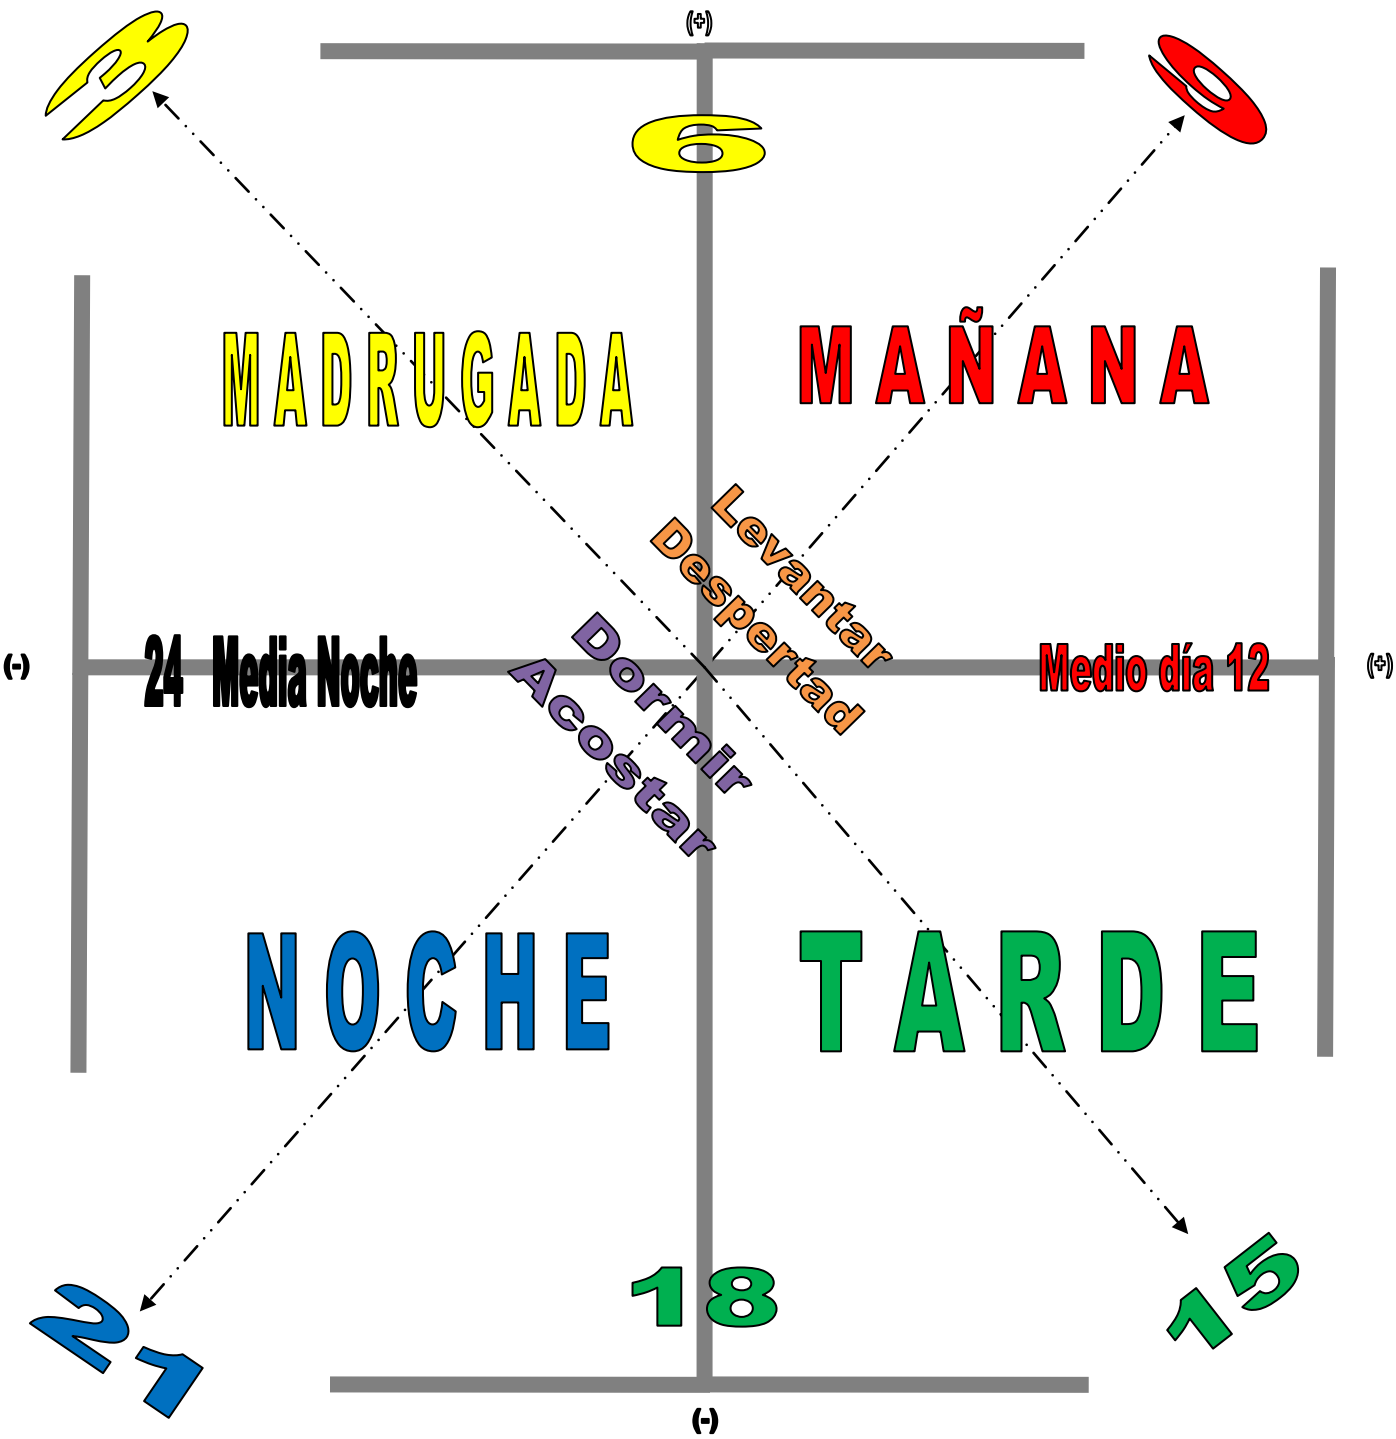 (+)
3
9
6
MADRUGADA
MAÑANA
Levantar
Despertad
(-)
24 Media Noche
Dormir
Acostar
Medio día 12
(+)
NOCHE
TARDE
21
18
15
(-)